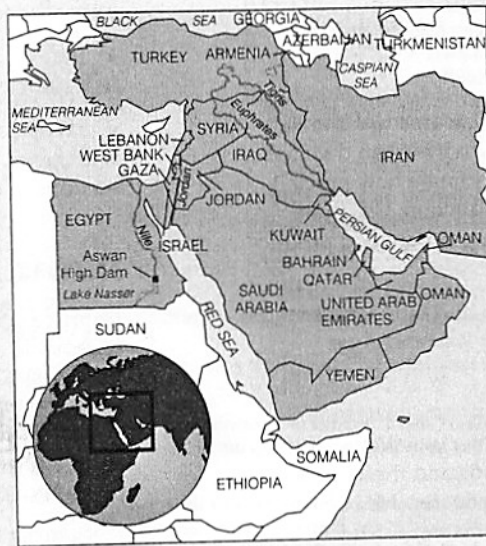 BLACK SEA
GEORGIA
TURKEY
ARMENIA
AZERBAIJAN
TURKMENISTAN
CASPIAN
SEA
MEDITERRANEAN
SEA
Tigris
Euphrates
SYRIA
LEBANON
WEST BANK
GAZA
IRAQ
IRAN
Jordan
JORDAN
EGYPT
Nile
ISRAEL
KUWAIT
PERSIAN GULF
OMAN
Aswan
High Dam
BAHRAIN
QATAR
Lake Nasser
SAUDI
ARABIA
UNITED ARAB
EMIRATES
OMAN
RED SEA
SUDAN
YEMEN
SOMALIA
ETHIOPIA